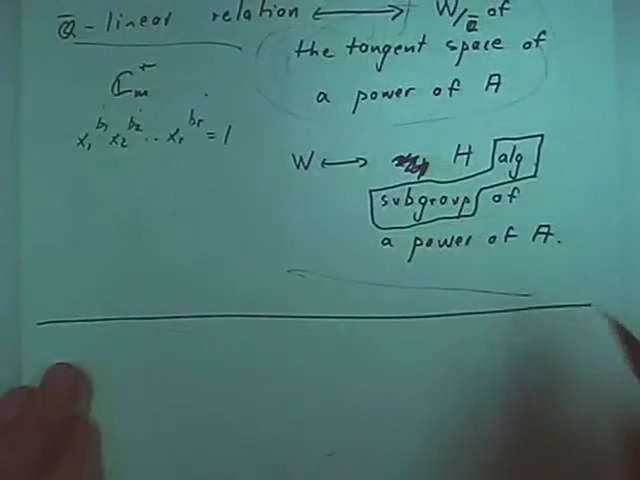 Q̄-linear relation ⟷ W/Q̄ of
the tangent space of
a power of A
𝔾ₘʳ
x₁^b₁ x₂^b₂ .. xᵣ^bᵣ = 1
W ⟷ H alg
subgroup of
a power of A.